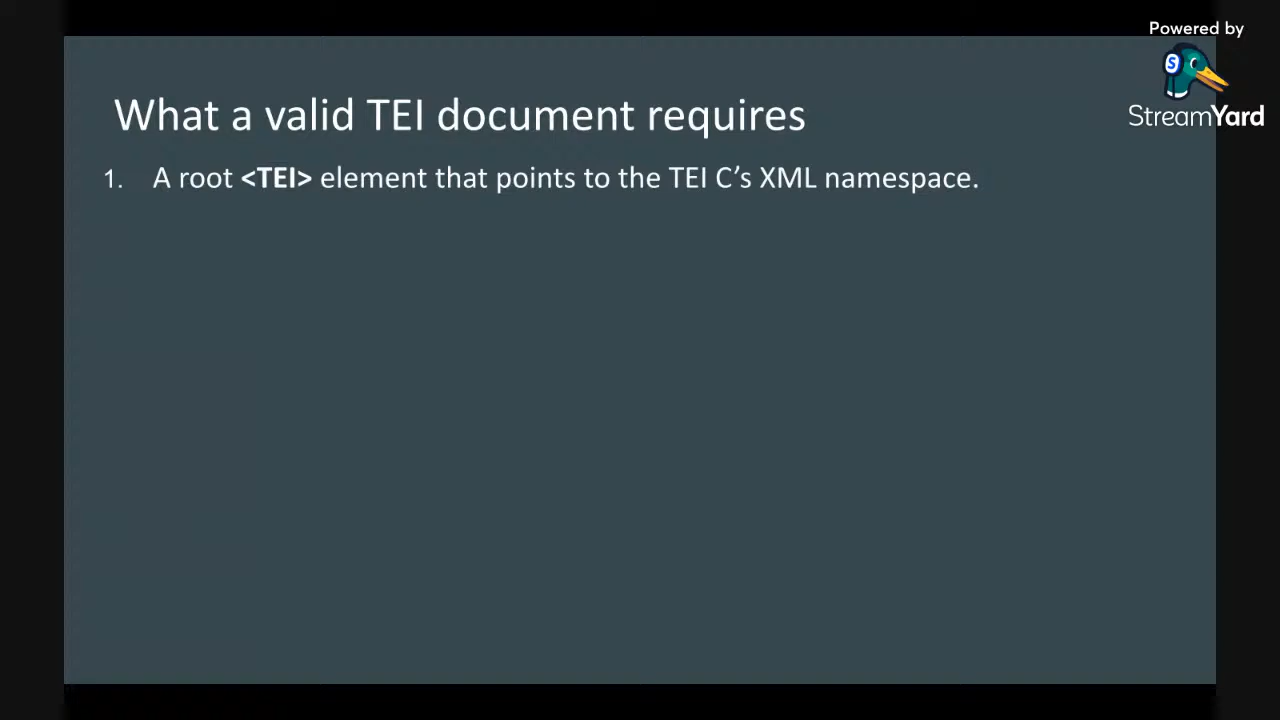 Powered by
S
StreamYard
What a valid TEI document requires
1. A root <TEI> element that points to the TEI C’s XML namespace.